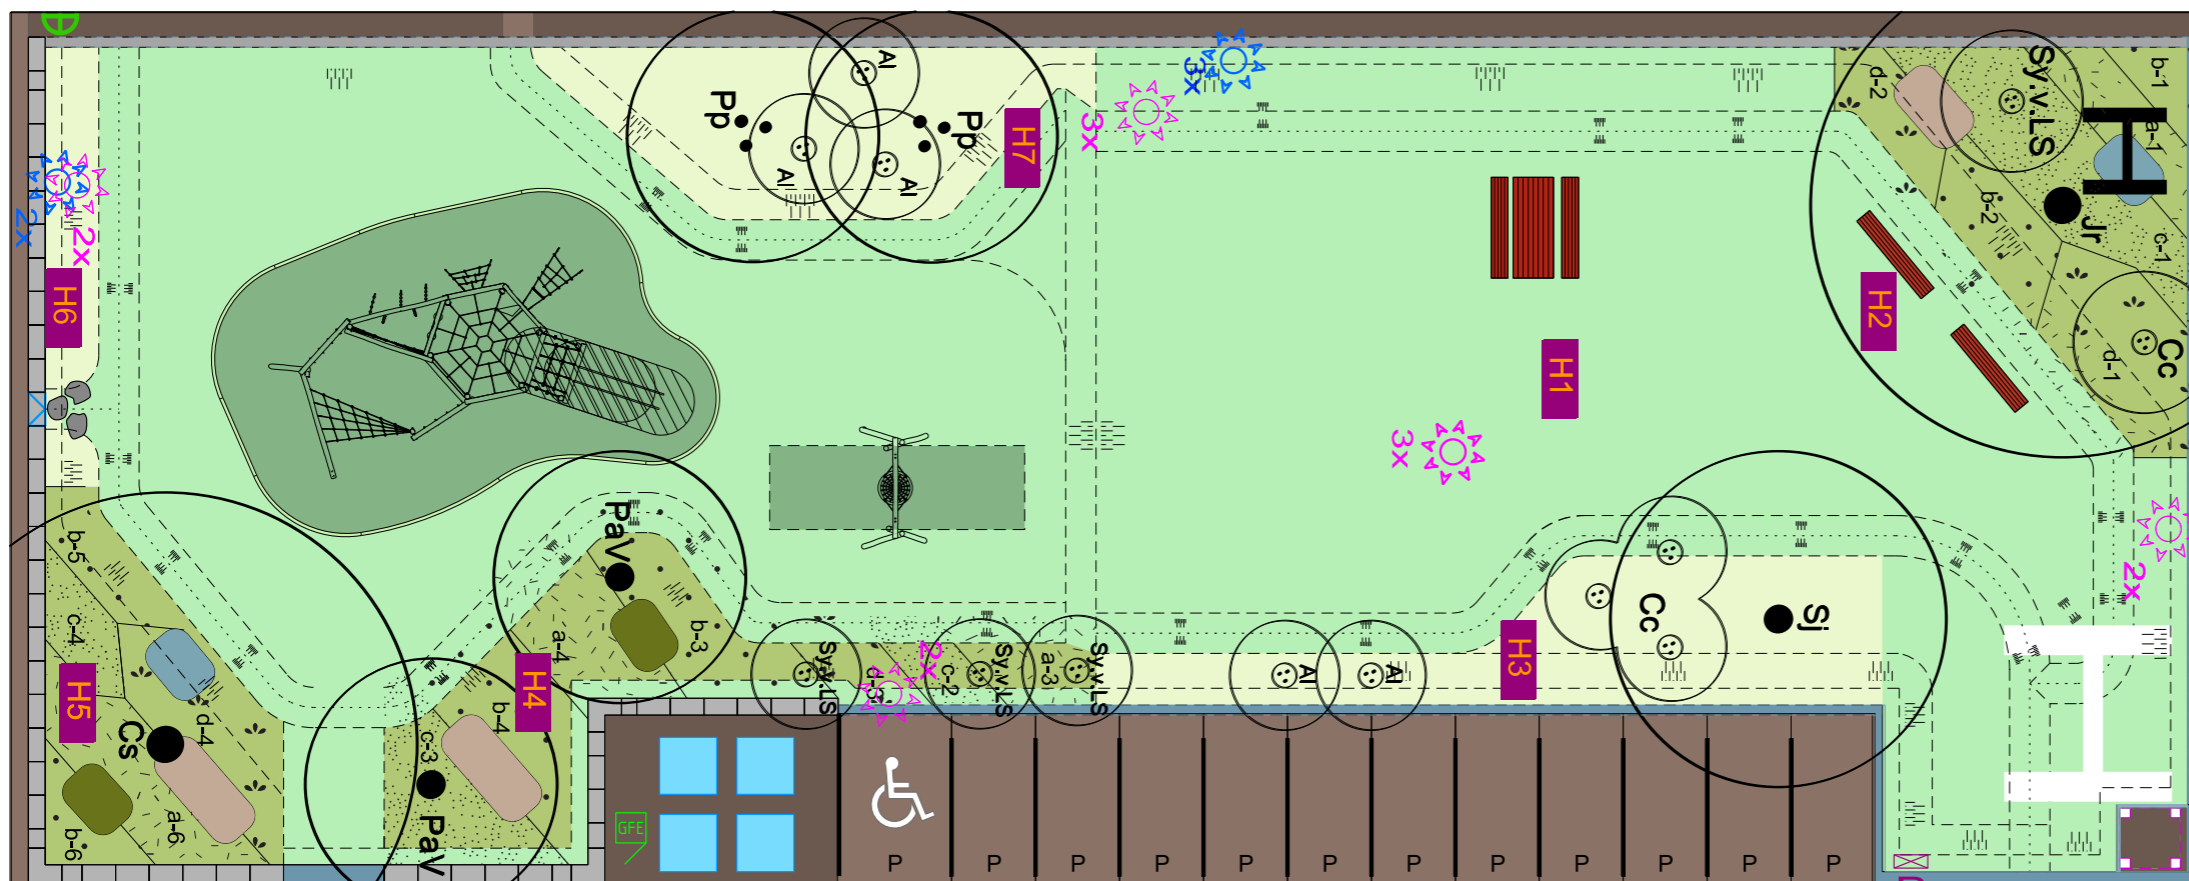 Al
Pp
Pp
Al
Al
H7
3x
3x
d-2
Sy.v.LS
b-1
a-1
H
b-2
Jr
c-1
H2
d-1
Cc
2x
2x
H6
H1
3x
PaV
b-5
c-4
H5
Cs
d-4
a-6
b-6
a-4
b-3
H4
b-4
c-3
PaV
Sy.v.LS
2x
c-2
Sy.v.LS
a-3
Sy.v.LS
Al
Al
H3
Cc
Sj
2x
GFE
P
P
P
P
P
P
P
P
P
P
P
P